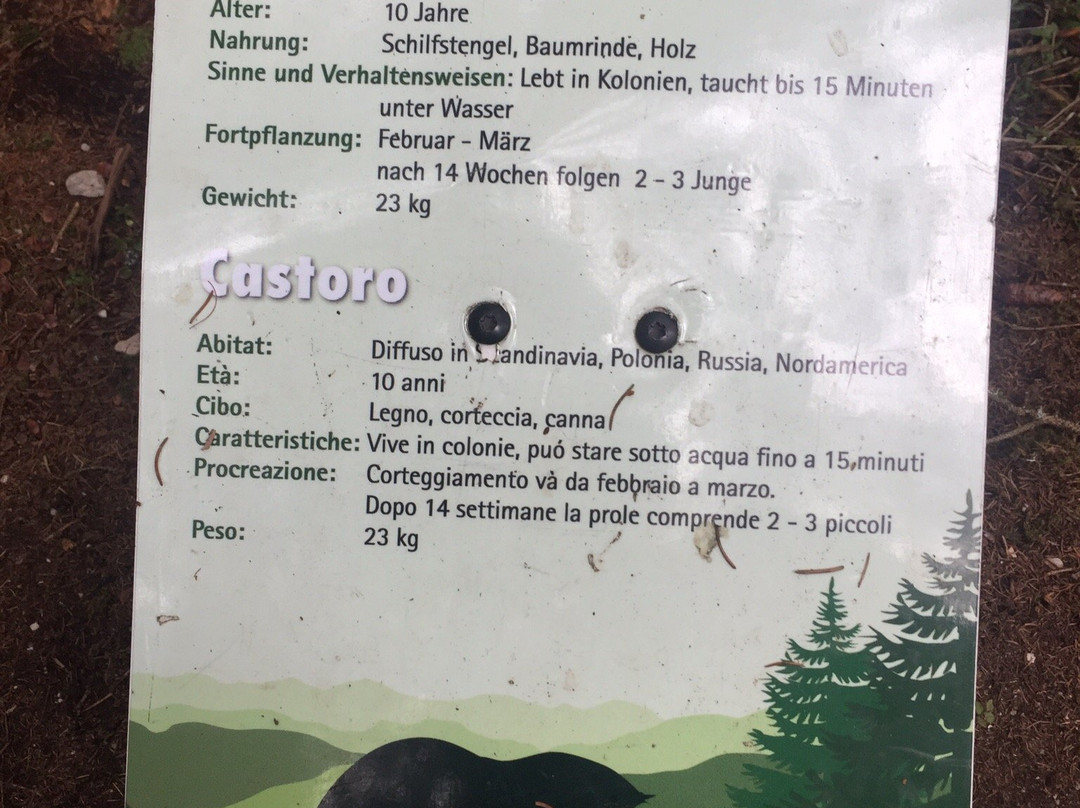 Alter: 10 Jahre
Nahrung: Schilfstengel, Baumrinde, Holz
Sinne und Verhaltensweisen: Lebt in Kolonien, taucht bis 15 Minuten
unter Wasser
Fortpflanzung: Februar - März
nach 14 Wochen folgen 2 - 3 Junge
Gewicht: 23 kg
Castoro
Abitat: Diffuso in Scandinavia, Polonia, Russia, Nordamerica
Età: 10 anni
Cibo: Legno, corteccia, canna
Caratteristiche: Vive in colonie, puó stare sotto acqua fino a 15 minuti
Procreazione: Corteggiamento và da febbraio a marzo.
Dopo 14 settimane la prole comprende 2 - 3 piccoli
Peso: 23 kg